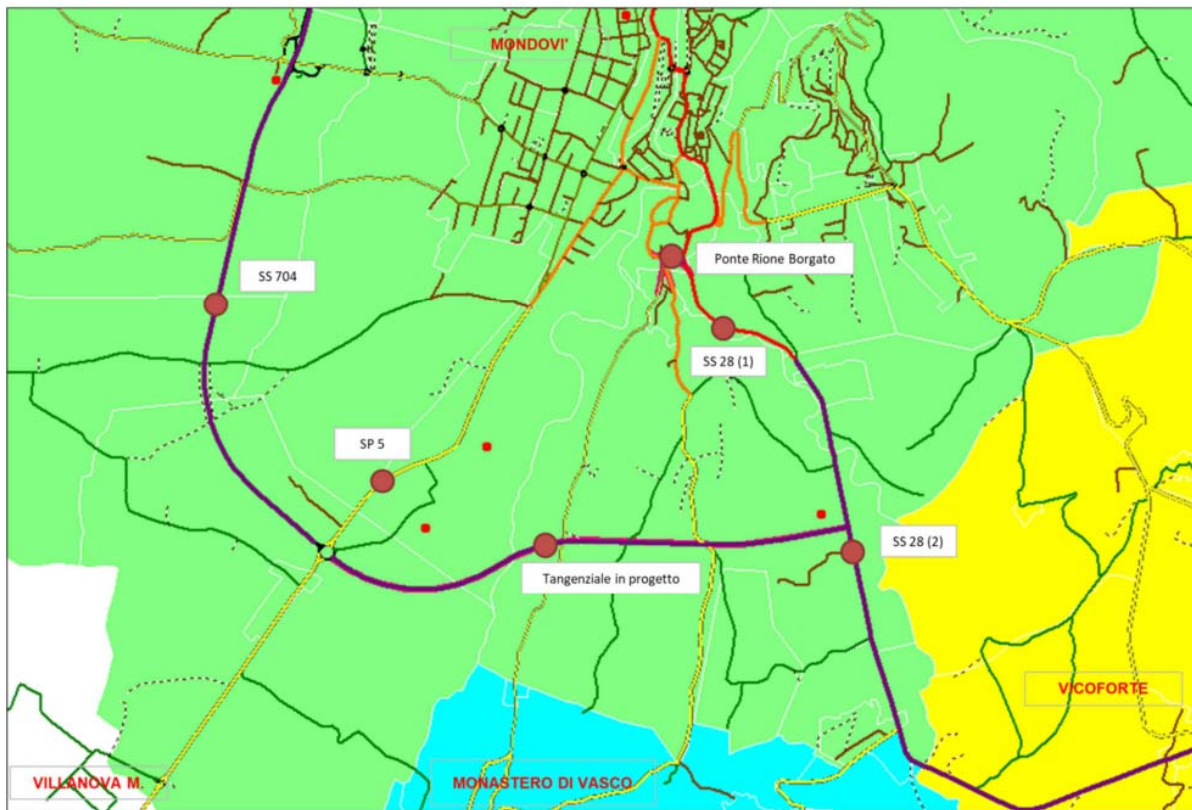 MONDOVI'
SS 704
Ponte Rione Borgato
SS 28 (1)
SP 5
SS 28 (2)
Tangenziale in progetto
VICOFORTE
VILLANOVA M.
MONASTERO DI VASCO